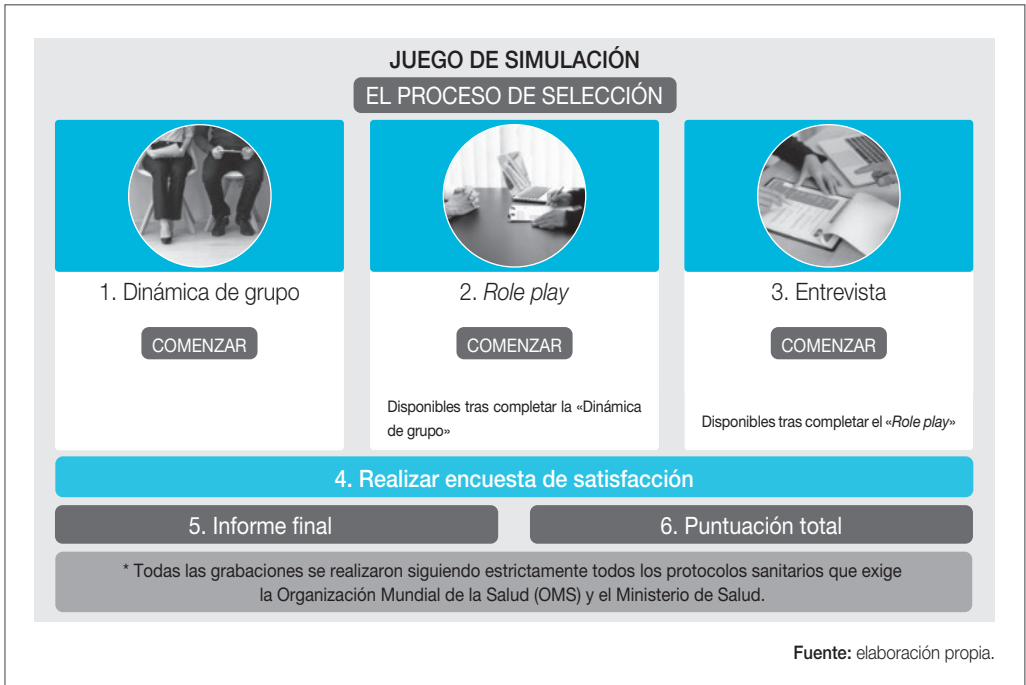 JUEGO DE SIMULACIÓN
EL PROCESO DE SELECCIÓN
1. Dinámica de grupo
COMENZAR
2. Role play
COMENZAR
Disponibles tras completar la «Dinámica
de grupo»
3. Entrevista
COMENZAR
Disponibles tras completar el «Role play»
4. Realizar encuesta de satisfacción
5. Informe final
6. Puntuación total
* Todas las grabaciones se realizaron siguiendo estrictamente todos los protocolos sanitarios que exige
la Organización Mundial de la Salud (OMS) y el Ministerio de Salud.
Fuente: elaboración propia.